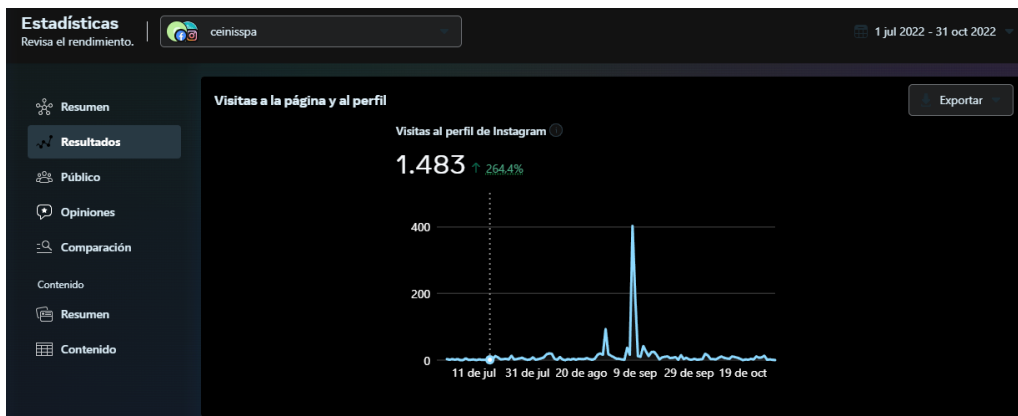 Estadísticas
Revisa el rendimiento.
ceinisspa
1 jul 2022 - 31 oct 2022
Resumen
Resultados
Público
Opiniones
Comparación
Contenido
Resumen
Contenido
Visitas a la página y al perfil
Exportar
Visitas al perfil de Instagram
1.483 ↑ 264,4%
400
200
0
11 de jul 31 de jul 20 de ago 9 de sep 29 de sep 19 de oct